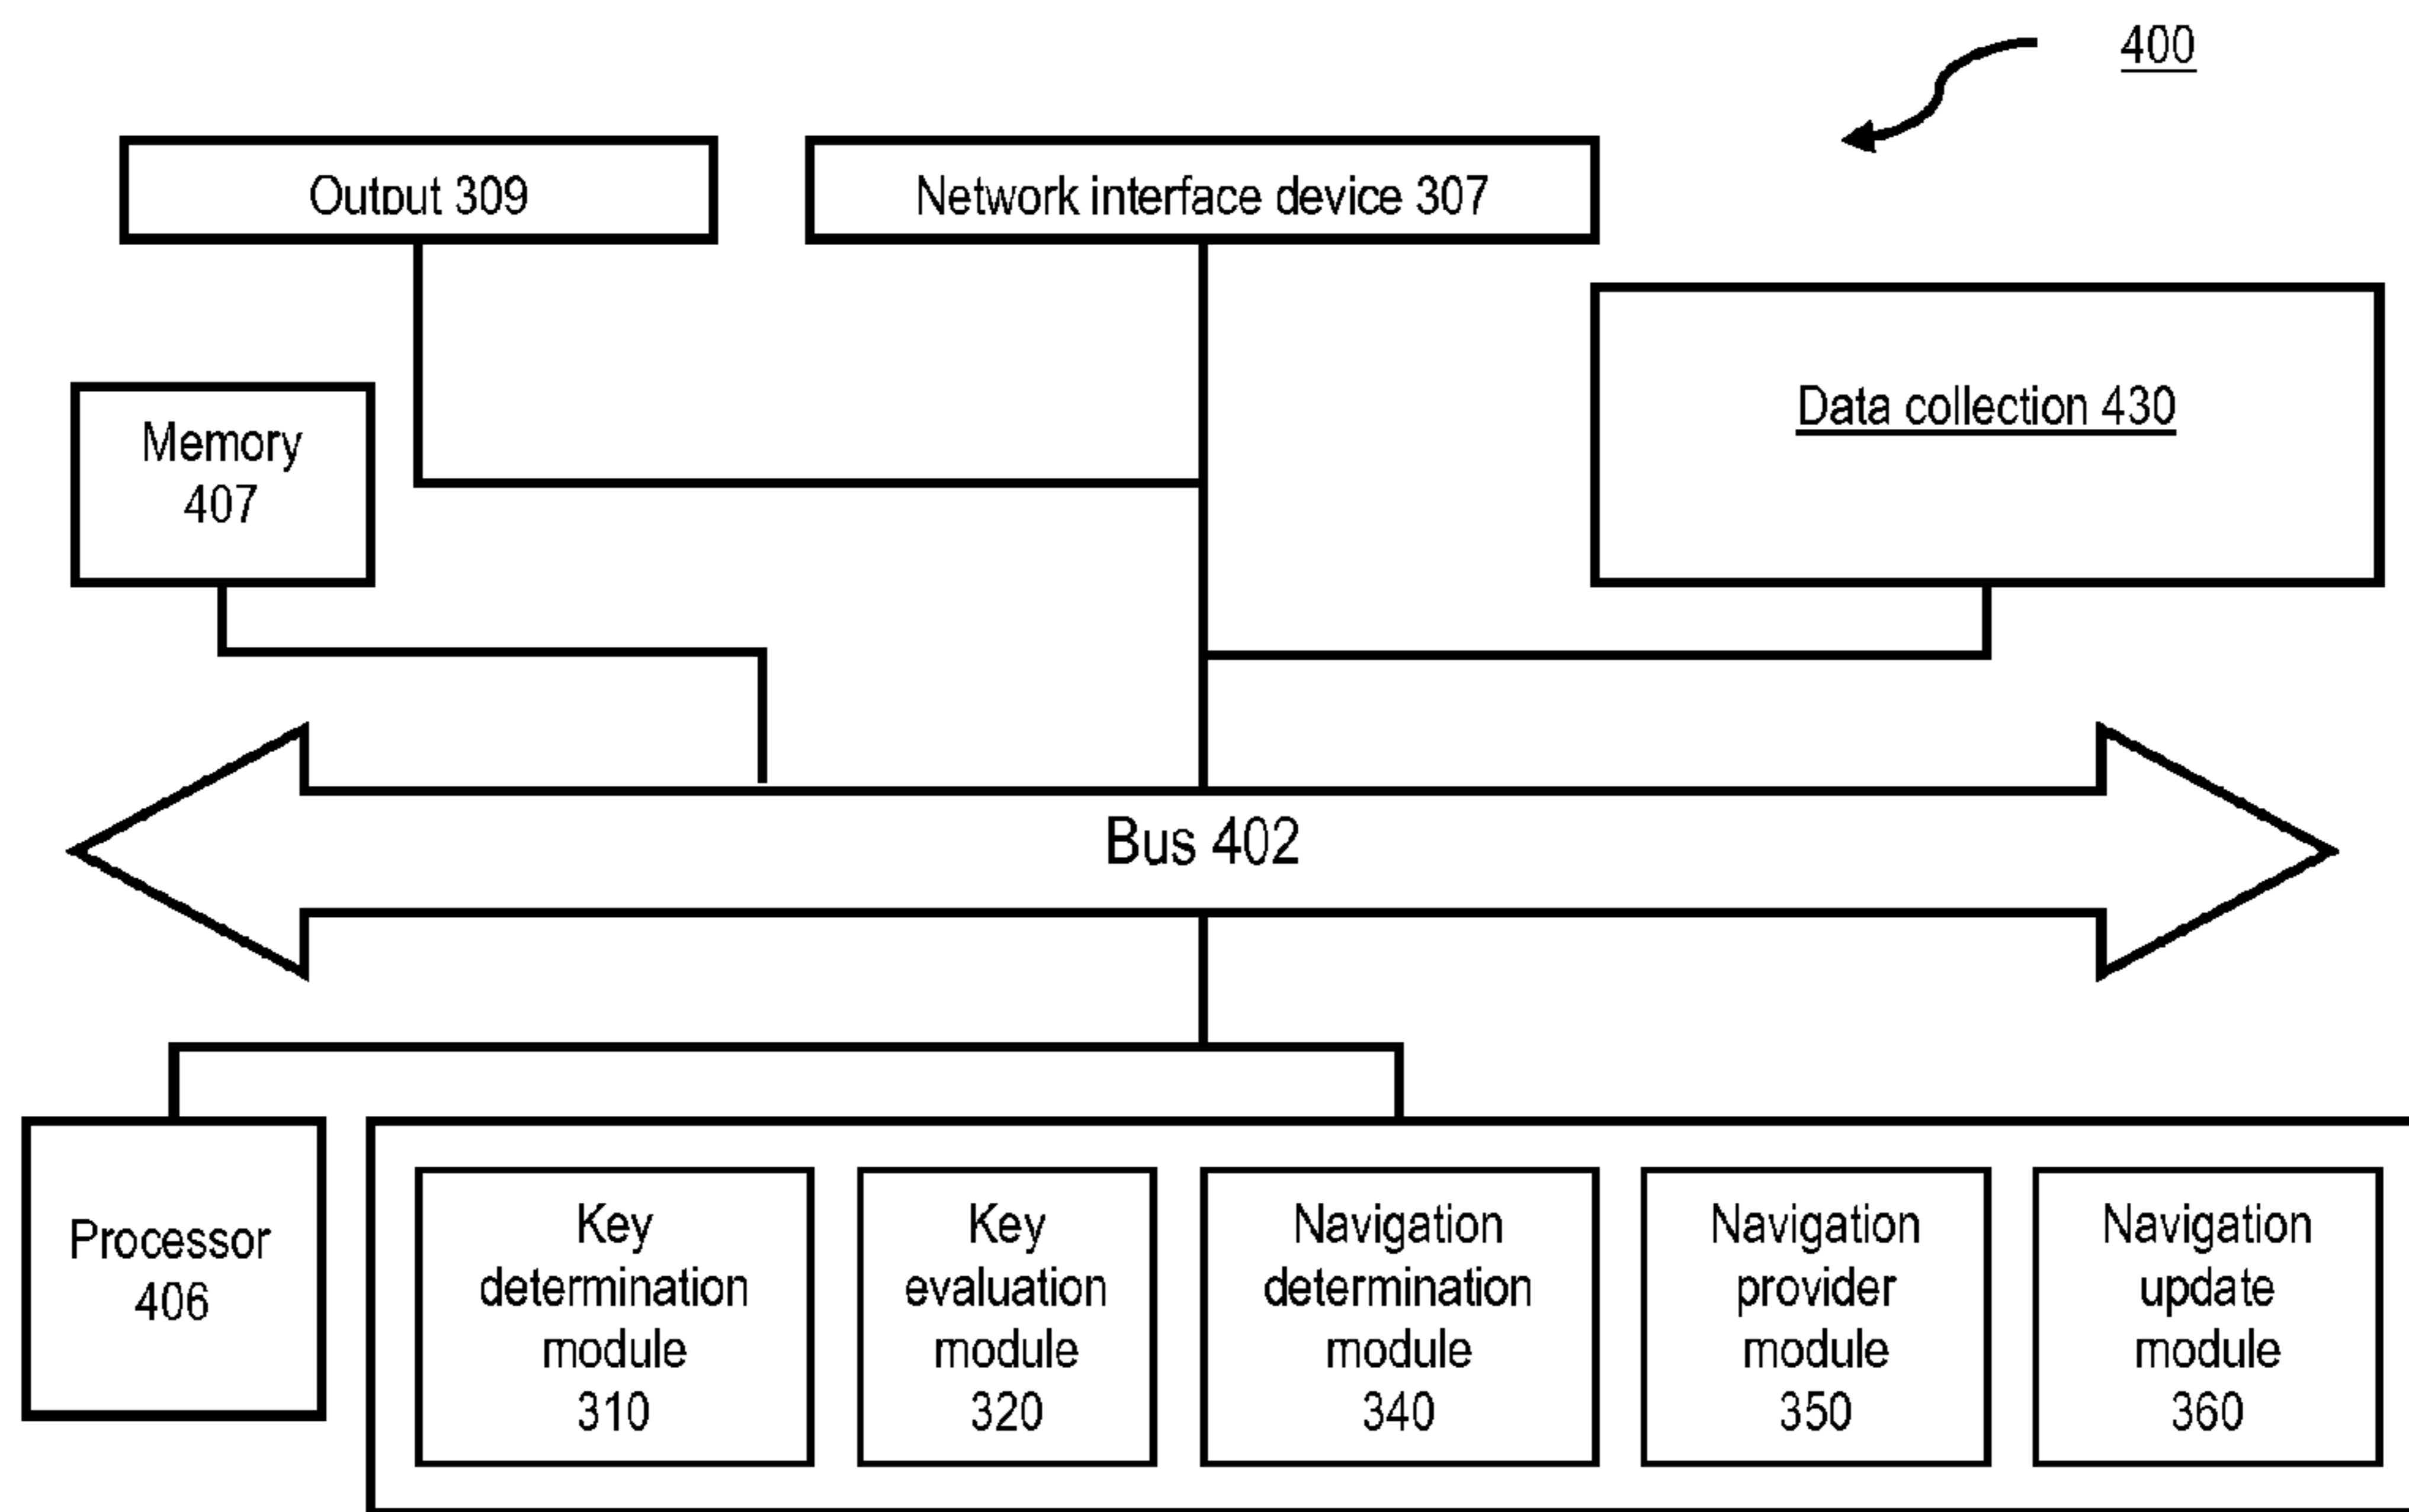 400
Output 309
Network interface device 307
Data collection 430
Memory
407
Bus 402
Processor
406
Key
determination
module
310
Key
evaluation
module
320
Navigation
determination
module
340
Navigation
provider
module
350
Navigation
update
module
360